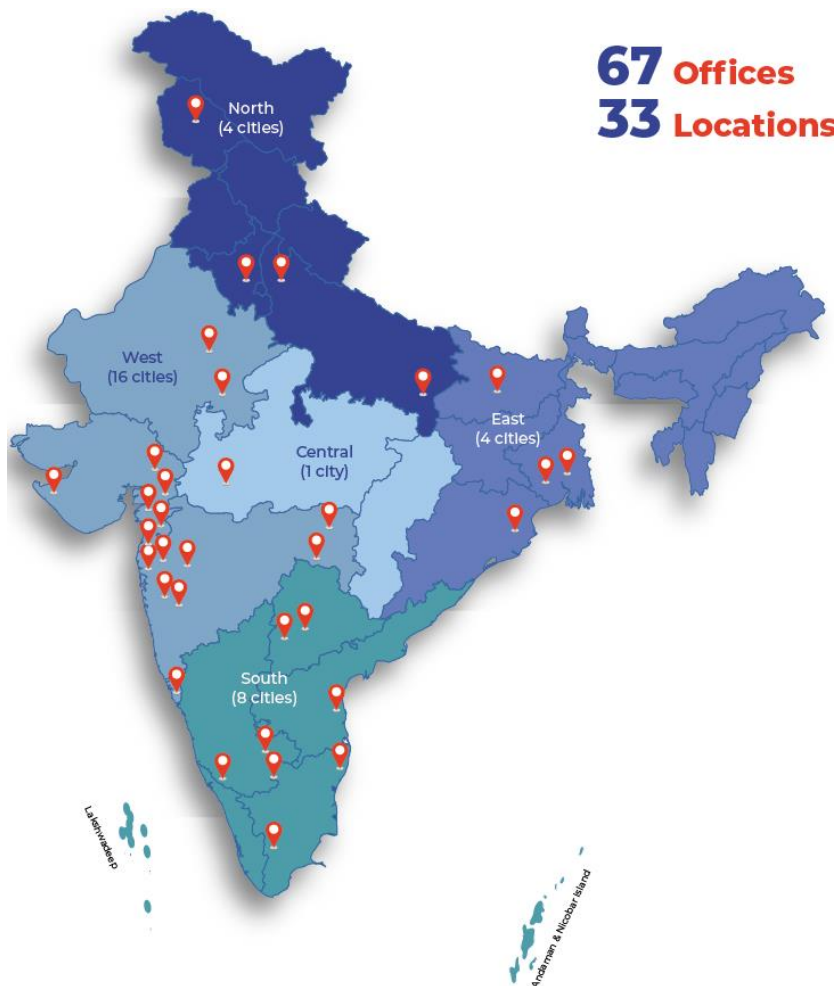 67 Offices
33 Locations
North
(4 cities)
West
(16 cities)
East
(4 cities)
Central
(1 city)
South
(8 cities)
Lakshwadeep
Andaman & Nicobar Island